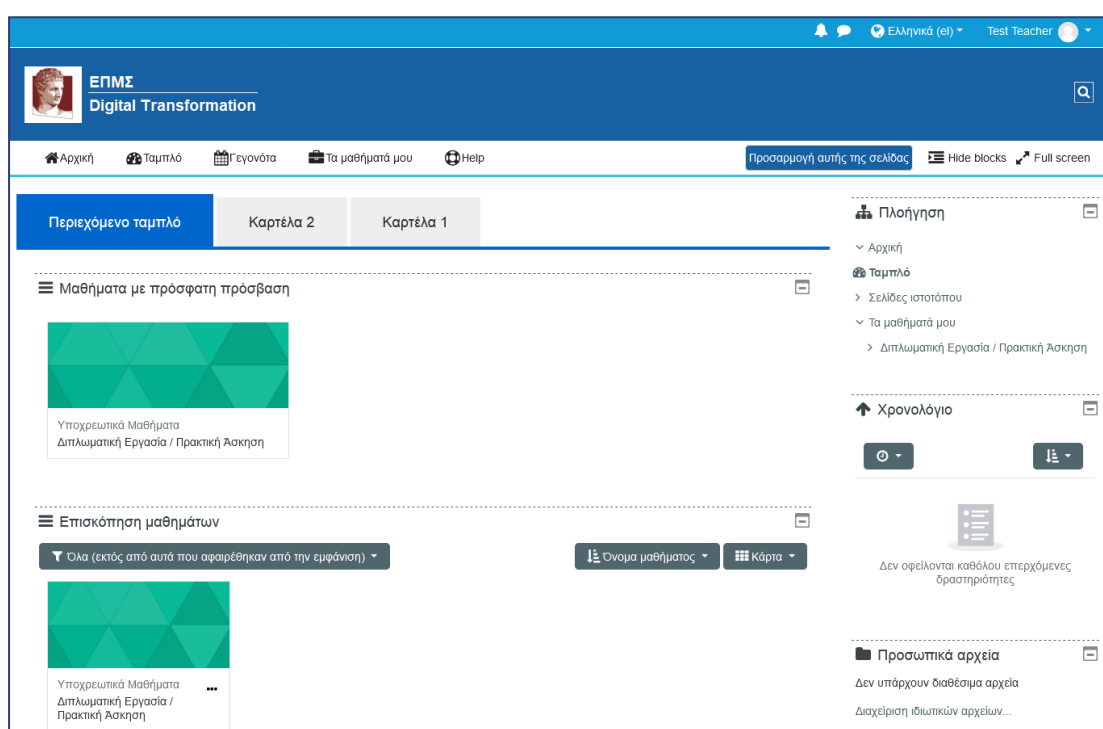 Ελληνικά (el)
Test Teacher
ΕΠΜΣ
Digital Transformation
Αρχική
Ταμπλό
Γεγονότα
Τα μαθήματά μου
Help
Προσαρμογή αυτής της σελίδας
Hide blocks
Full screen
Περιεχόμενο ταμπλό
Καρτέλα 2
Καρτέλα 1
Μαθήματα με πρόσφατη πρόσβαση
Υποχρεωτικά Μαθήματα
Διπλωματική Εργασία / Πρακτική Άσκηση
Επισκόπηση μαθημάτων
Όλα (εκτός από αυτά που αφαιρέθηκαν από την εμφάνιση)
Όνομα μαθήματος
Κάρτα
Υποχρεωτικά Μαθήματα
Διπλωματική Εργασία /
Πρακτική Άσκηση
Πλοήγηση
Αρχική
Ταμπλό
Σελίδες ιστοτόπου
Τα μαθήματά μου
Διπλωματική Εργασία / Πρακτική Άσκηση
Χρονολόγιο
Δεν οφείλονται καθόλου επερχόμενες
δραστηριότητες
Προσωπικά αρχεία
Δεν υπάρχουν διαθέσιμα αρχεία
Διαχείριση ιδιωτικών αρχείων...